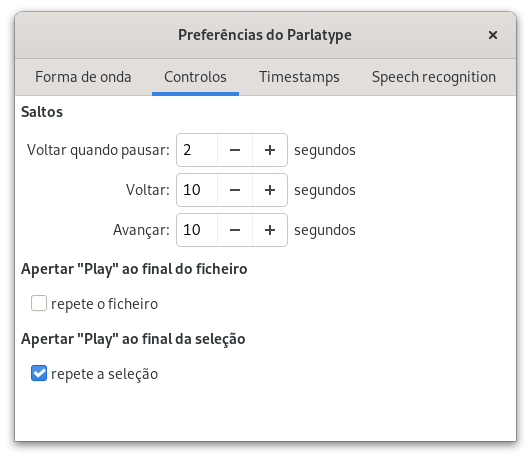 Preferências do Parlatype
Forma de onda Controlos Timestamps Speech recognition
Saltos
Voltar quando pausar: 2 − + segundos
Voltar: 10 − + segundos
Avançar: 10 − + segundos
Apertar "Play" ao final do ficheiro
repete o ficheiro
Apertar "Play" ao final da seleção
repete a seleção